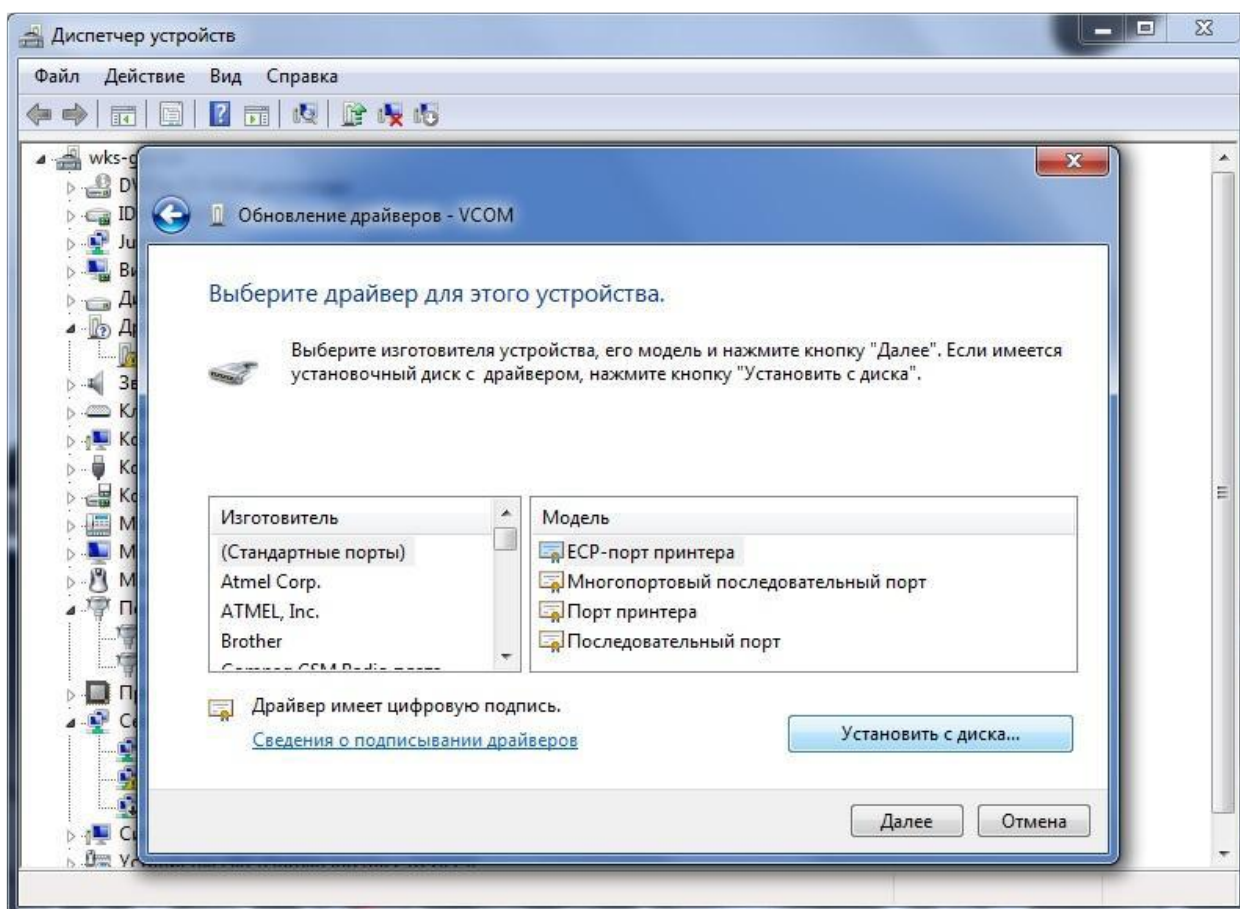 Диспетчер устройств
Файл Действие Вид Справка
Обновление драйверов - VCOM
Выберите драйвер для этого устройства.
Выберите изготовителя устройства, его модель и нажмите кнопку "Далее". Если имеется
установочный диск с драйвером, нажмите кнопку "Установить с диска".
Изготовитель
(Стандартные порты)
Atmel Corp.
ATMEL, Inc.
Brother
Модель
ECP-порт принтера
Многопортовый последовательный порт
Порт принтера
Последовательный порт
Драйвер имеет цифровую подпись.
Сведения о подписывании драйверов
Установить с диска...
Далее
Отмена